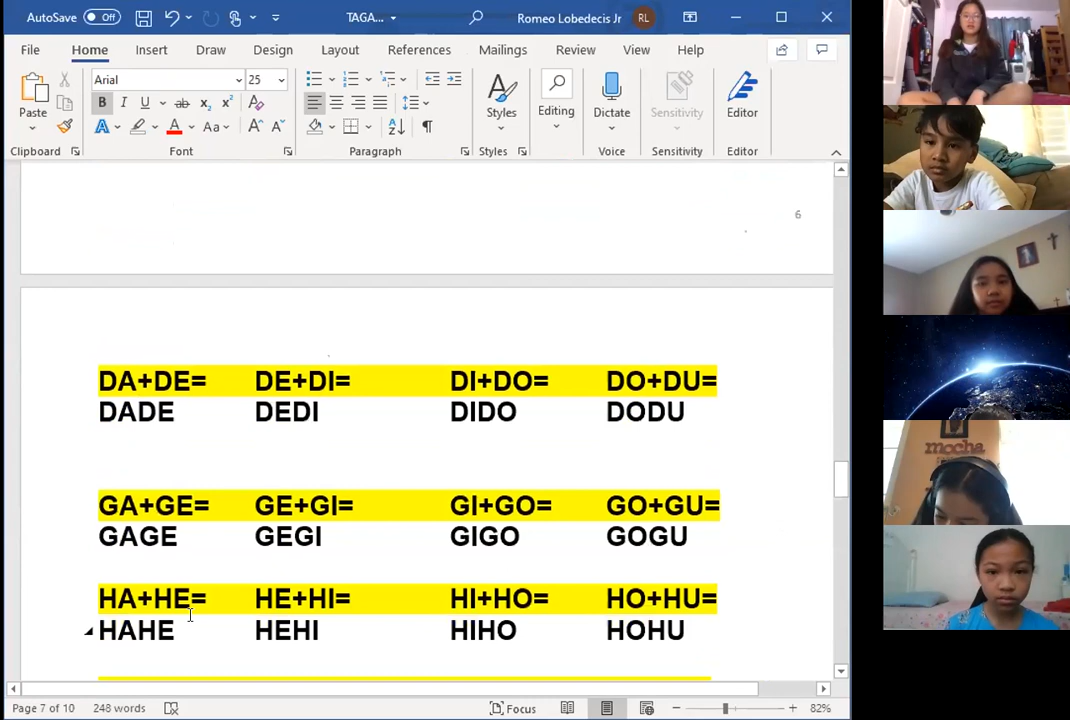 AutoSave Off TAGA... Romeo Lobedecis Jr RL
File Home Insert Draw Design Layout References Mailings Review View Help
Paste Arial 25 Styles Editing Dictate Sensitivity Editor
B I U ab x₂ x² A
A A Aa A A
Clipboard Font Paragraph Styles Voice Sensitivity Editor
6
DA+DE= DE+DI= DI+DO= DO+DU=
DADE DEDI DIDO DODU
GA+GE= GE+GI= GI+GO= GO+GU=
GAGE GEGI GIGO GOGU
HA+HE= HE+HI= HI+HO= HO+HU=
HAHE HEHI HIHO HOHU
Page 7 of 10 248 words Focus 82%
mocha